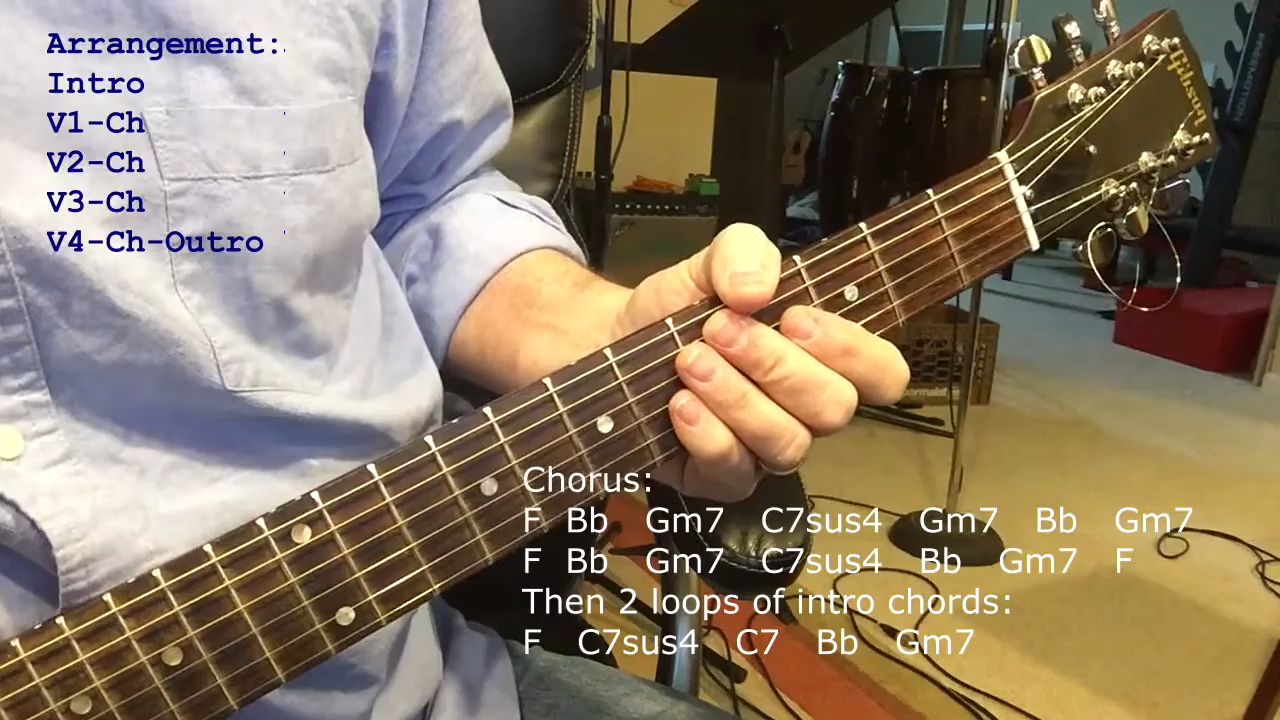 Arrangement:
Intro
V1-Ch
V2-Ch
V3-Ch
V4-Ch-Outro
Gibson
Chorus:
F Bb Gm7 C7sus4 Gm7 Bb Gm7
F Bb Gm7 C7sus4 Bb Gm7 F
Then 2 loops of intro chords:
F C7sus4 C7 Bb Gm7